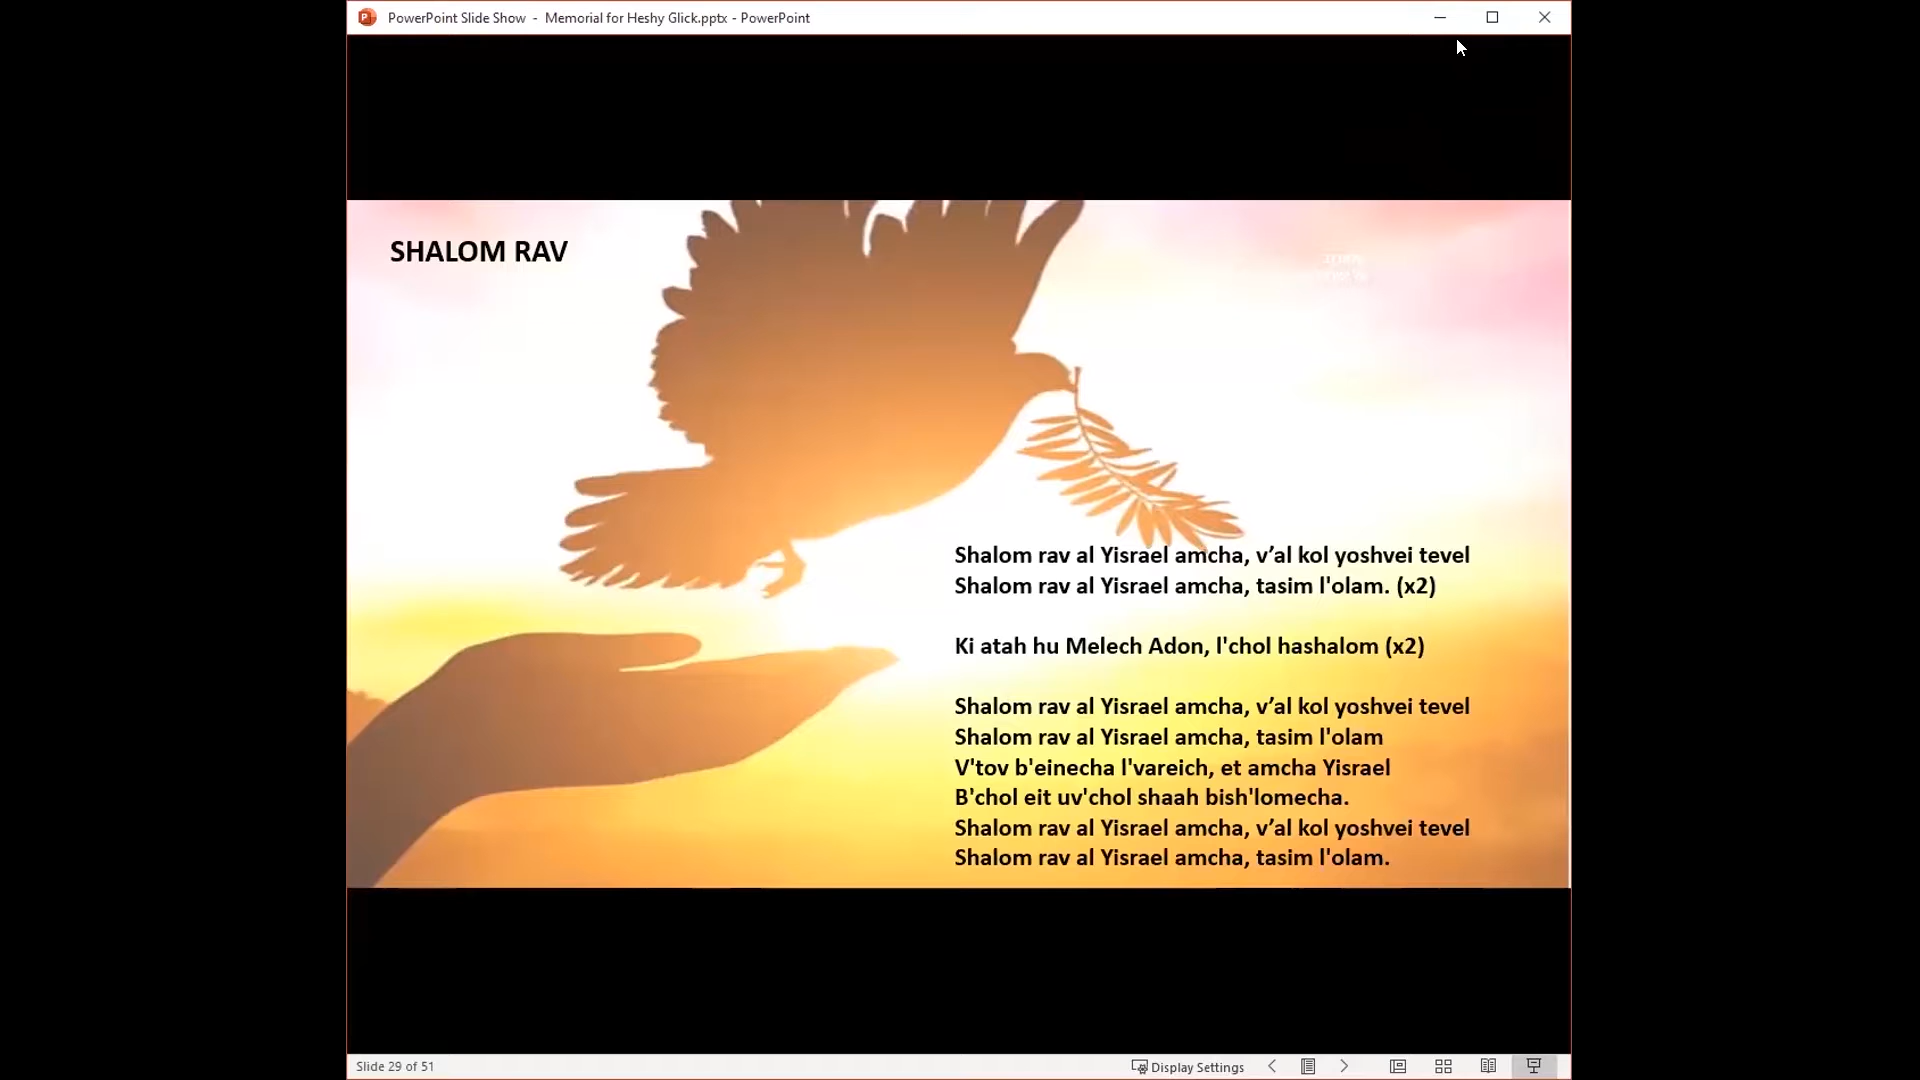 PowerPoint Slide Show - Memorial for Heshy Glick.pptx - PowerPoint
SHALOM RAV
Shalom rav al Yisrael amcha, v’al kol yoshvei tevel
Shalom rav al Yisrael amcha, tasim l'olam. (x2)
Ki atah hu Melech Adon, l'chol hashalom (x2)
Shalom rav al Yisrael amcha, v’al kol yoshvei tevel
Shalom rav al Yisrael amcha, tasim l'olam
V'tov b'einecha l'vareich, et amcha Yisrael
B'chol eit uv'chol shaah bish'lomecha.
Shalom rav al Yisrael amcha, v’al kol yoshvei tevel
Shalom rav al Yisrael amcha, tasim l'olam.
Slide 29 of 51
Display Settings